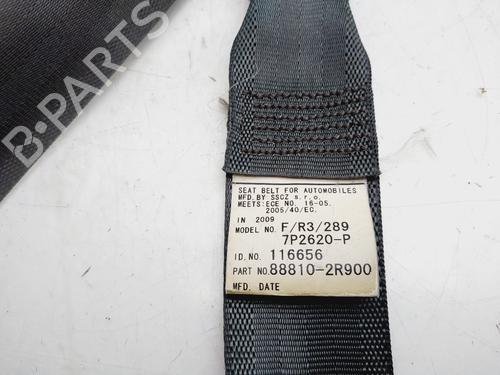 B-PARTS
SEAT BELT FOR AUTOMOBILES
MFD. BY SSCZ s.r.o.
MEETS:ECE NO. 16-05.
2005/40/EC.
IN 2009
MODEL NO. F/R3/289
7P2620-P
ID.NO. 116656
PART NO.88810-2R900
MFD. DATE